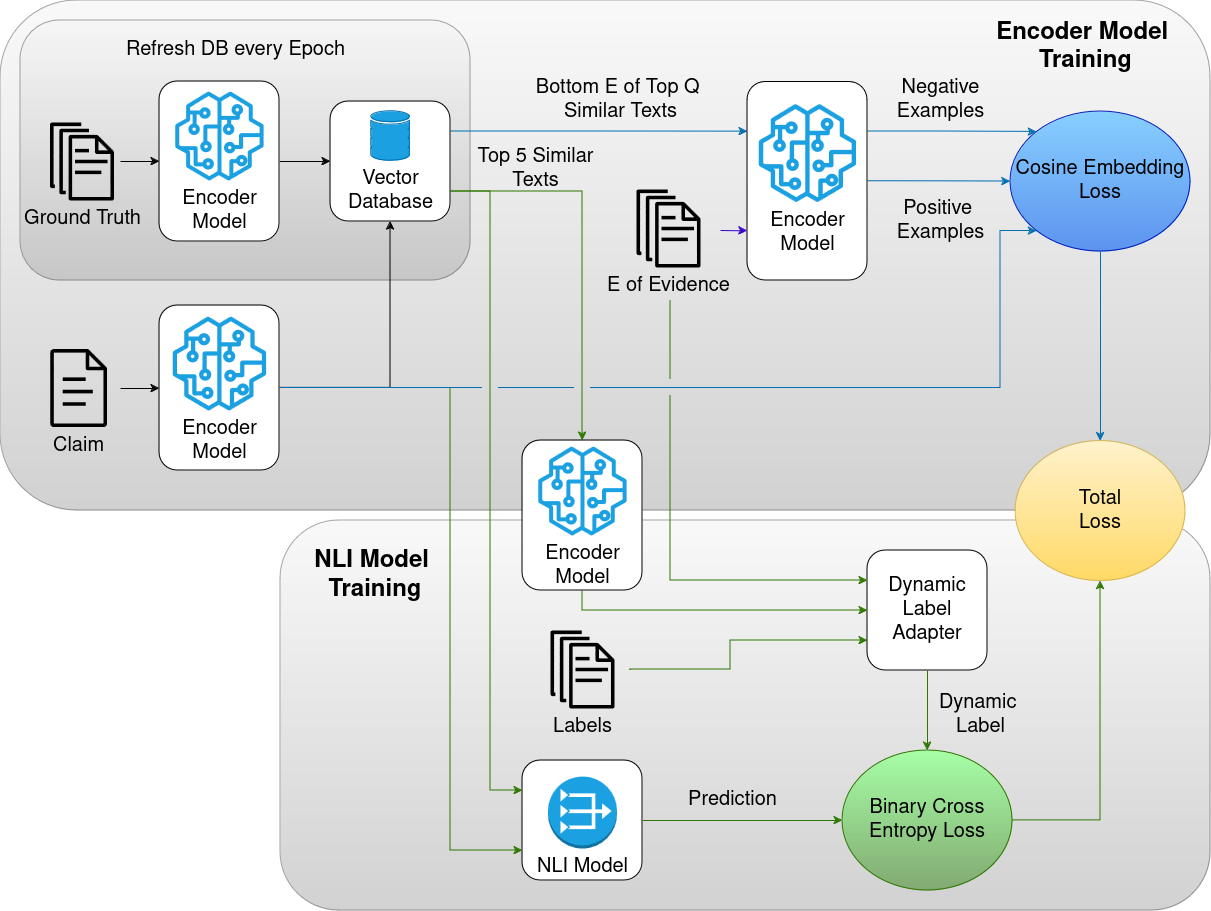 Encoder Model
Training
Refresh DB every Epoch
Ground Truth
Encoder
Model
Vector
Database
Bottom E of Top Q
Similar Texts
Top 5 Similar
Texts
E of Evidence
Encoder
Model
Negative
Examples
Positive
Examples
Cosine Embedding
Loss
Claim
Encoder
Model
Encoder
Model
Total
Loss
NLI Model
Training
Dynamic
Label
Adapter
Labels
Dynamic
Label
NLI Model
Prediction
Binary Cross
Entropy Loss